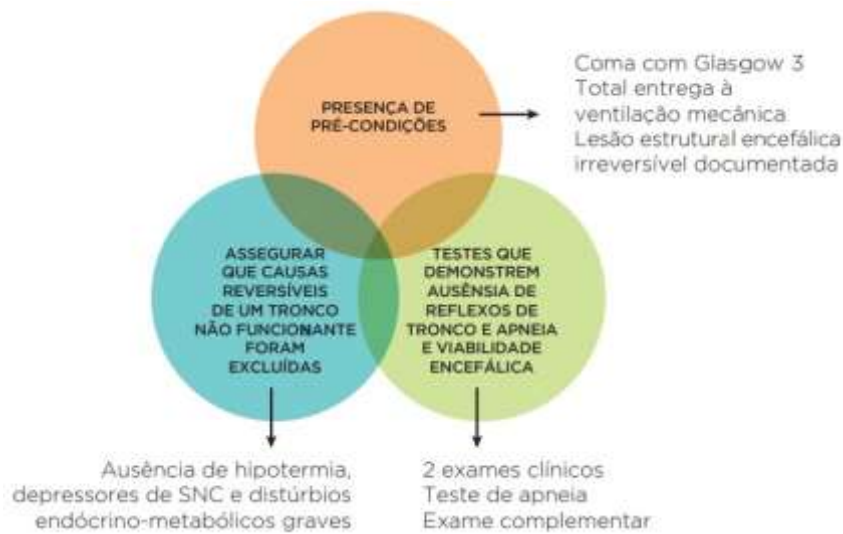 PRESENÇA DE
PRÉ-CONDIÇÕES
Coma com Glasgow 3
Total entrega à
ventilação mecânica
Lesão estrutural encefálica
irreversível documentada
ASSEGURAR
QUE CAUSAS
REVERSÍVEIS
DE UM TRONCO
NÃO FUNCIONANTE
FORAM
EXCLUÍDAS
TESTES QUE
DEMONSTREM
AUSÊNSIA DE
REFLEXOS DE
TRONCO E APNEIA
E VIABILIDADE
ENCEFÁLICA
Ausência de hipotermia,
depressores de SNC e distúrbios
endócrino-metabólicos graves
2 exames clínicos
Teste de apneia
Exame complementar